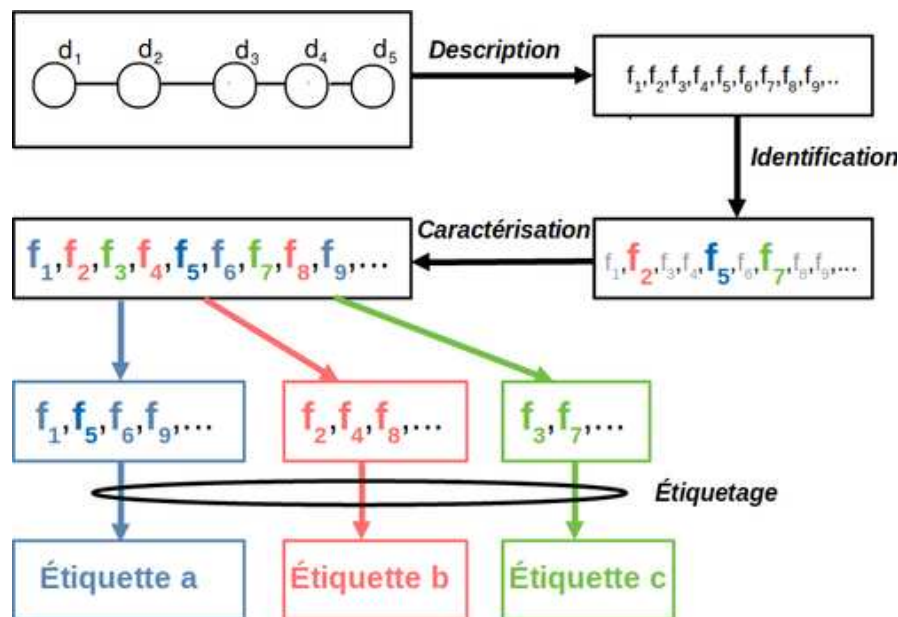 d1 d2 d3 d4 d5
Description
f1,f2,f3,f4,f5,f6,f7,f8,f9,..
Identification
Caractérisation
f1,f2,f3,f4,f5,f6,f7,f8,f9,...
f1,f2,f3,f4,f5,f6,f7,f8,f9,...
f1,f5,f6,f9,...
f2,f4,f8,...
f3,f7,...
Étiquetage
Étiquette a
Étiquette b
Étiquette c